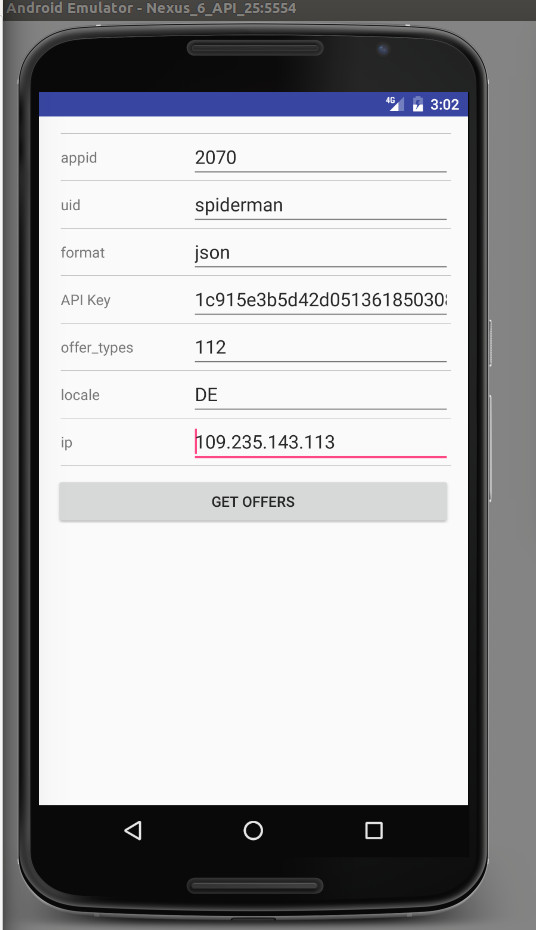 Android Emulator - Nexus_6_API_25:5554
4G 3:02
appid 2070
uid spiderman
format json
API Key 1c915e3b5d42d05136185030
offer_types 112
locale DE
ip 109.235.143.113
GET OFFERS